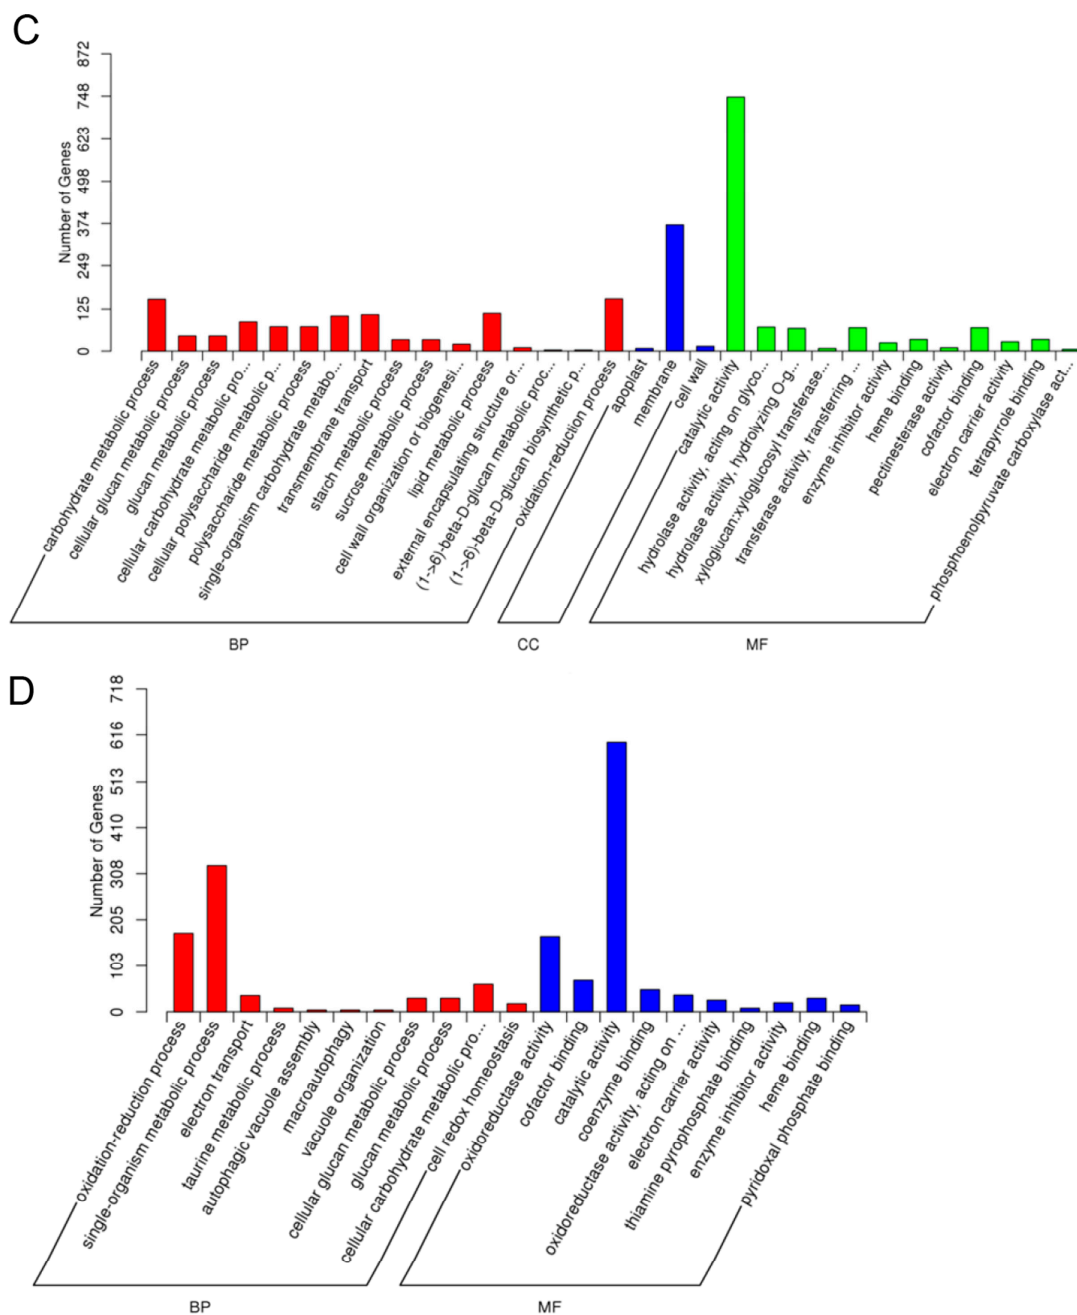 C
872
748
623
498
374
249
125
0
Number of Genes
carbohydrate metabolic process
cellular glucan metabolic process
glucan metabolic process
cellular carbohydrate metabolic pro...
cellular polysaccharide metabolic p...
polysaccharide metabolic process
single-organism carbohydrate metabo...
transmembrane transport
starch metabolic process
sucrose metabolic process
cell wall organization or biogenesi...
lipid metabolic process
external encapsulating structure or...
(1->6)-beta-D-glucan metabolic proc...
(1->6)-beta-D-glucan biosynthetic p...
oxidation-reduction process
apoplast
membrane
cell wall
catalytic activity
hydrolase activity, acting on glyco...
hydrolase activity, hydrolyzing O-g...
xyloglucan:xyloglucosyl transferase...
transferase activity, transferring ...
enzyme inhibitor activity
heme binding
pectinesterase activity
cofactor binding
electron carrier activity
tetrapyrrole binding
phosphoenolpyruvate carboxylase act...
BP
CC
MF
D
718
616
513
410
308
205
103
0
Number of Genes
oxidation-reduction process
single-organism metabolic process
electron transport
taurine metabolic process
autophagic vacuole assembly
macroautophagy
vacuole organization
cellular glucan metabolic process
glucan metabolic process
cellular carbohydrate metabolic pro...
cell redox homeostasis
oxidoreductase activity
cofactor binding
catalytic activity
coenzyme binding
oxidoreductase activity, acting on ...
electron carrier activity
thiamine pyrophosphate binding
enzyme inhibitor activity
heme binding
pyridoxal phosphate binding
BP
MF